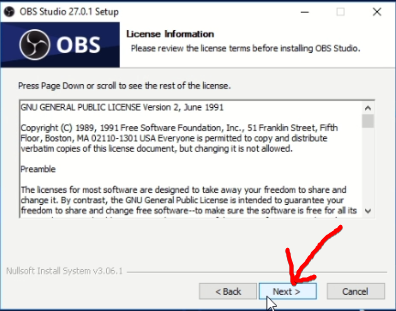 OBS Studio 27.0.1 Setup
OBS
License Information
Please review the license terms before installing OBS Studio.
Press Page Down or scroll to see the rest of the license.
GNU GENERAL PUBLIC LICENSE Version 2, June 1991
Copyright (C) 1989, 1991 Free Software Foundation, Inc., 51 Franklin Street, Fifth
Floor, Boston, MA 02110-1301 USA Everyone is permitted to copy and distribute
verbatim copies of this license document, but changing it is not allowed.
Preamble
The licenses for most software are designed to take away your freedom to share and
change it. By contrast, the GNU General Public License is intended to guarantee your
freedom to share and change free software--to make sure the software is free for all its
Nullsoft Install System v3.06.1
< Back
Next >
Cancel